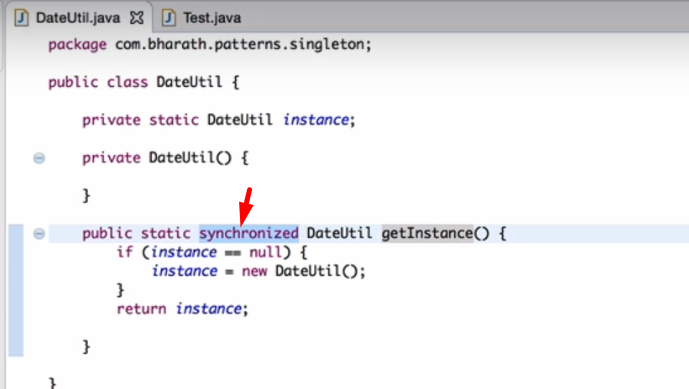 DateUtil.java Test.java
package com.bharath.patterns.singleton;
public class DateUtil {
private static DateUtil instance;
private DateUtil() {
}
public static synchronized DateUtil getInstance() {
if (instance == null) {
instance = new DateUtil();
}
return instance;
}
}